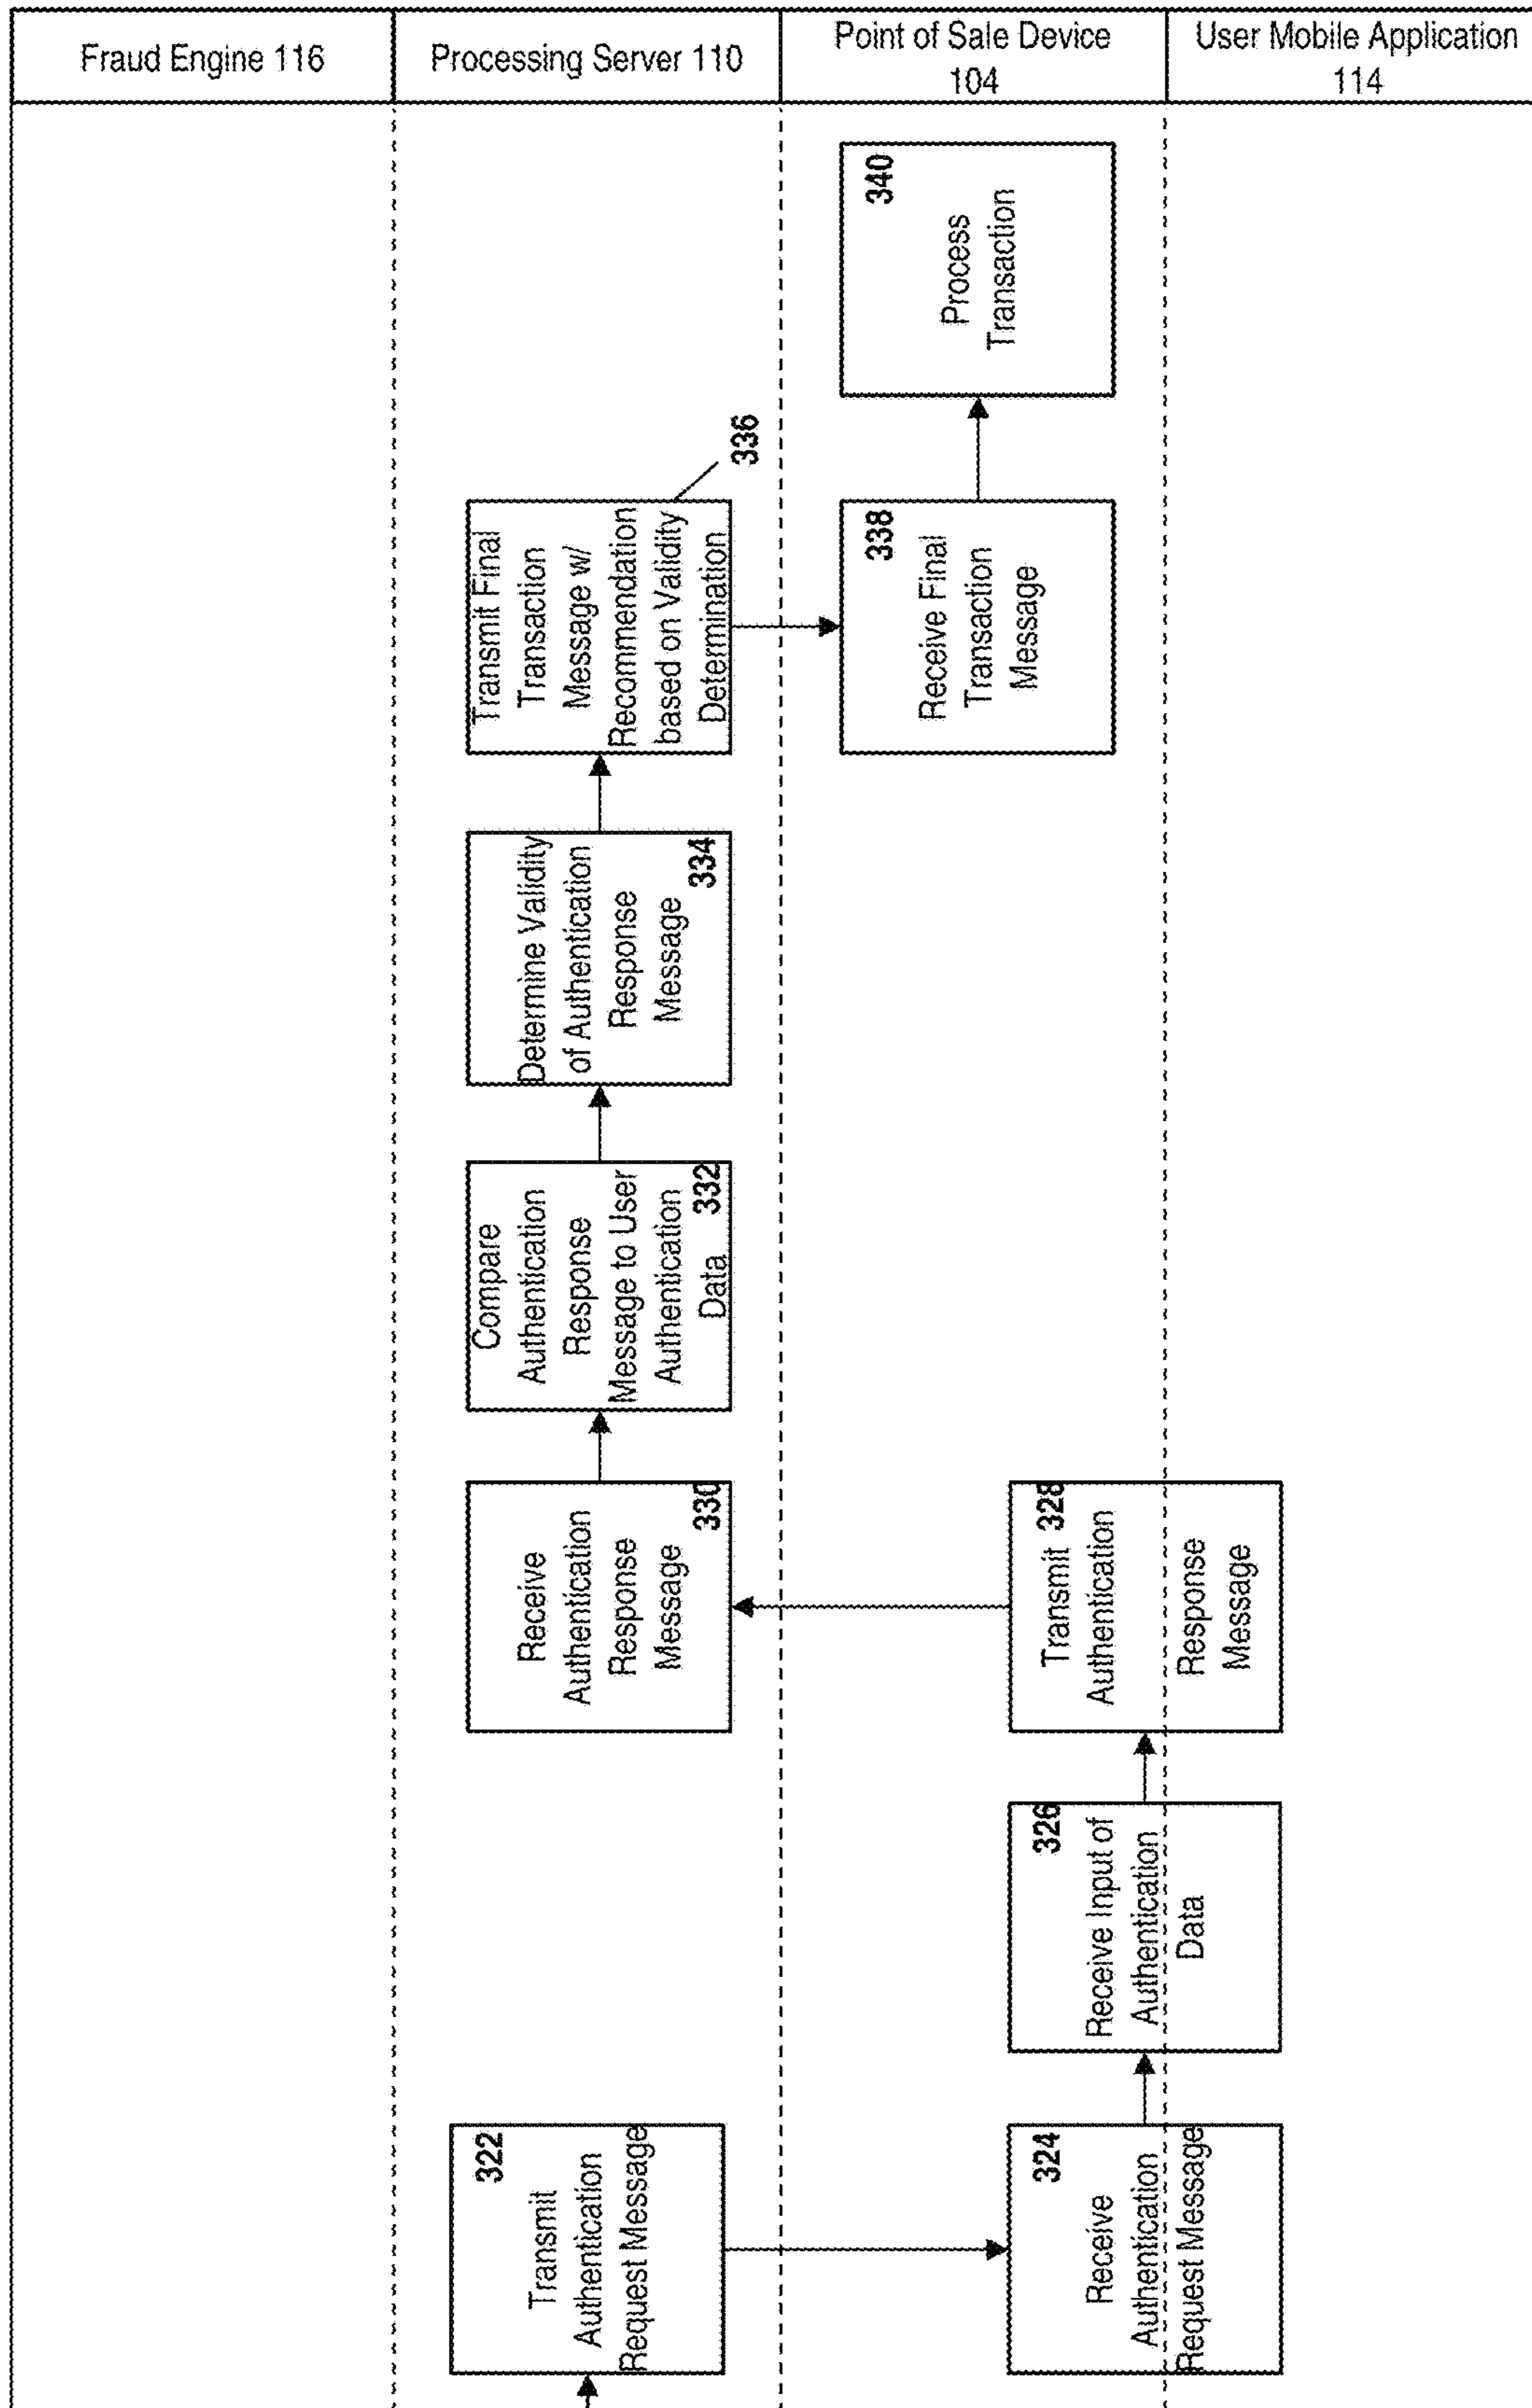 Fraud Engine 116
Processing Server 110
Point of Sale Device
104
User Mobile Application
114
322
Transmit
Authentication
Request Message
324
Receive
Authentication
Request Message
326
Receive Input of
Authentication
Data
328
Transmit
Authentication
Response
Message
330
Receive
Authentication
Response
Message
Compare
Authentication
Response
Message to User
Authentication
Data
332
Determine Validity
of Authentication
Response
Message
334
Transmit Final
Transaction
Message w/
Recommendation
based on Validity
Determination
336
338
Receive Final
Transaction
Message
340
Process
Transaction